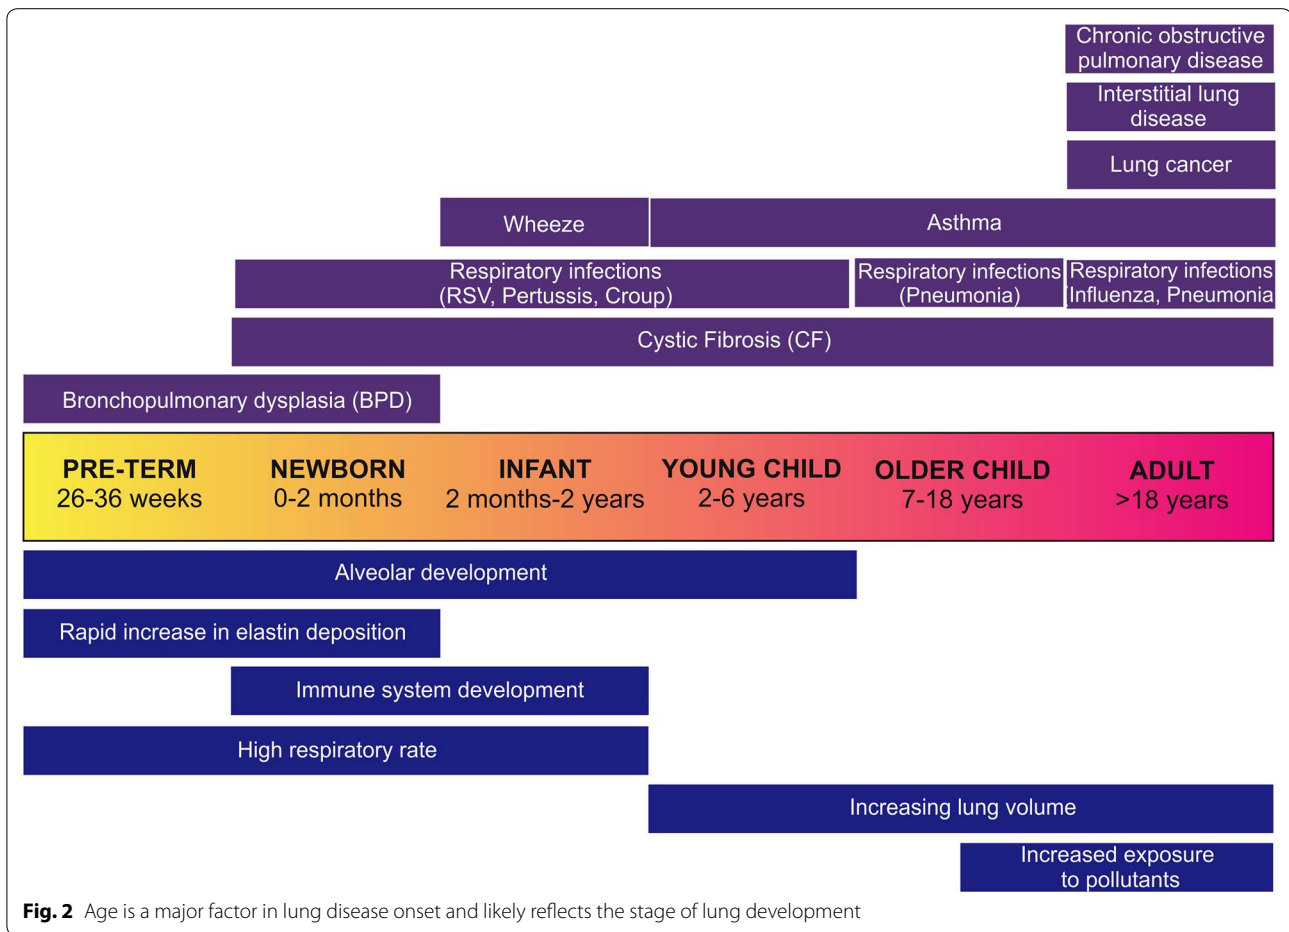 Chronic obstructive
pulmonary disease
Interstitial lung
disease
Lung cancer
Wheeze
Asthma
Respiratory infections
(RSV, Pertussis, Croup)
Respiratory infections
(Pneumonia)
Respiratory infections
(Influenza, Pneumonia
Cystic Fibrosis (CF)
Bronchopulmonary dysplasia (BPD)
PRE-TERM
26-36 weeks
NEWBORN
0-2 months
INFANT
2 months-2 years
YOUNG CHILD
2-6 years
OLDER CHILD
7-18 years
ADULT
>18 years
Alveolar development
Rapid increase in elastin deposition
Immune system development
High respiratory rate
Increasing lung volume
Increased exposure
to pollutants
Fig. 2 Age is a major factor in lung disease onset and likely reflects the stage of lung development